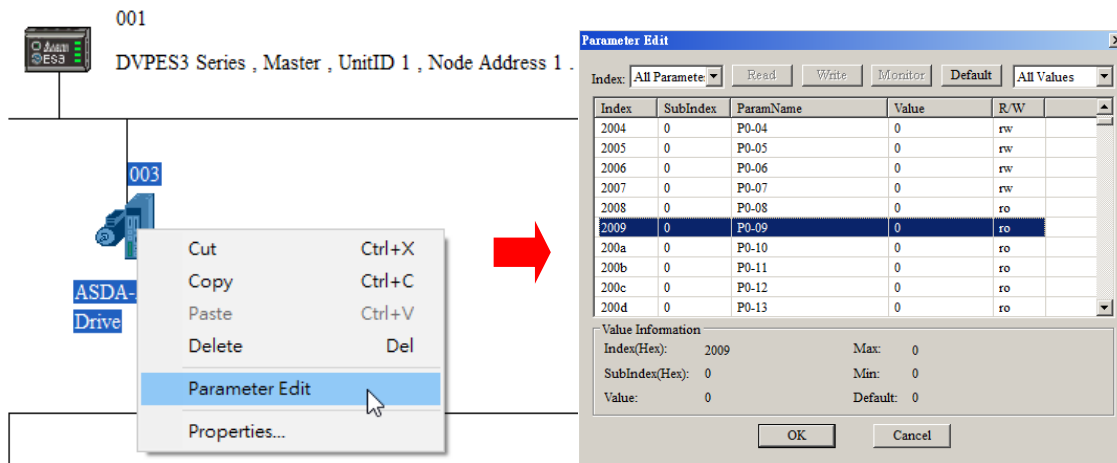 001
DVPES3 Series , Master , UnitID 1 , Node Address 1 .
ES3
003
ASDA-
Drive
Cut Ctrl+X
Copy Ctrl+C
Paste Ctrl+V
Delete Del
Parameter Edit
Properties...
Parameter Edit
Index: All Paramete Read Write Monitor Default All Values
Index SubIndex ParamName Value R/W
2004 0 P0-04 0 rw
2005 0 P0-05 0 rw
2006 0 P0-06 0 rw
2007 0 P0-07 0 rw
2008 0 P0-08 0 ro
2009 0 P0-09 0 ro
200a 0 P0-10 0 ro
200b 0 P0-11 0 ro
200c 0 P0-12 0 ro
200d 0 P0-13 0 ro
Value Information
Index(Hex): 2009 Max: 0
SubIndex(Hex): 0 Min: 0
Value: 0 Default: 0
OK Cancel